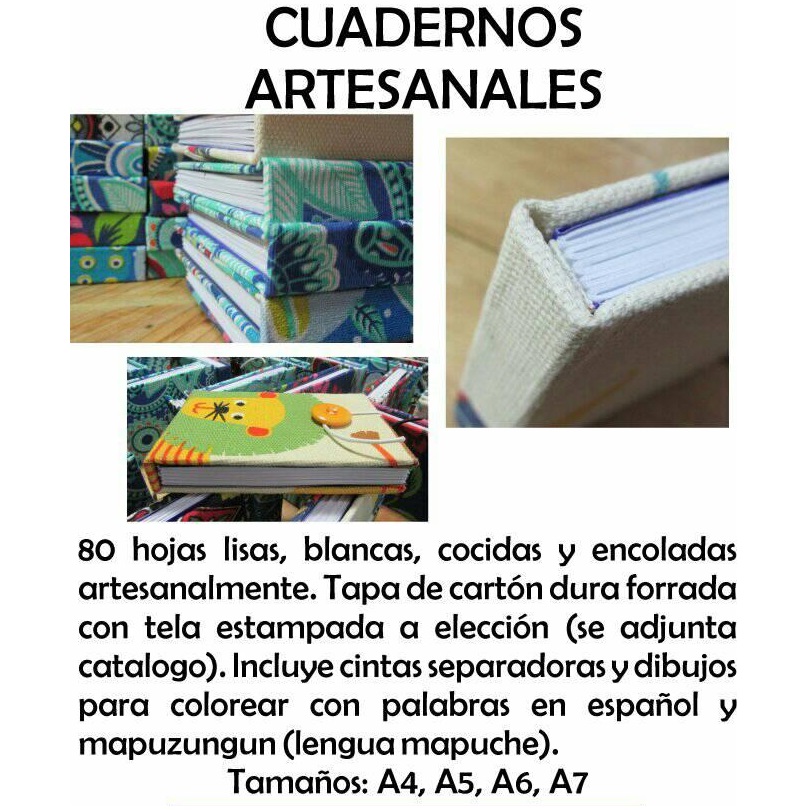 CUADERNOS
ARTESANALES
80 hojas lisas, blancas, cocidas y encoladas
artesanalmente. Tapa de cartón dura forrada
con tela estampada a elección (se adjunta
catalogo). Incluye cintas separadoras y dibujos
para colorear con palabras en español y
mapuzungun (lengua mapuche).
Tamaños: A4, A5, A6, A7